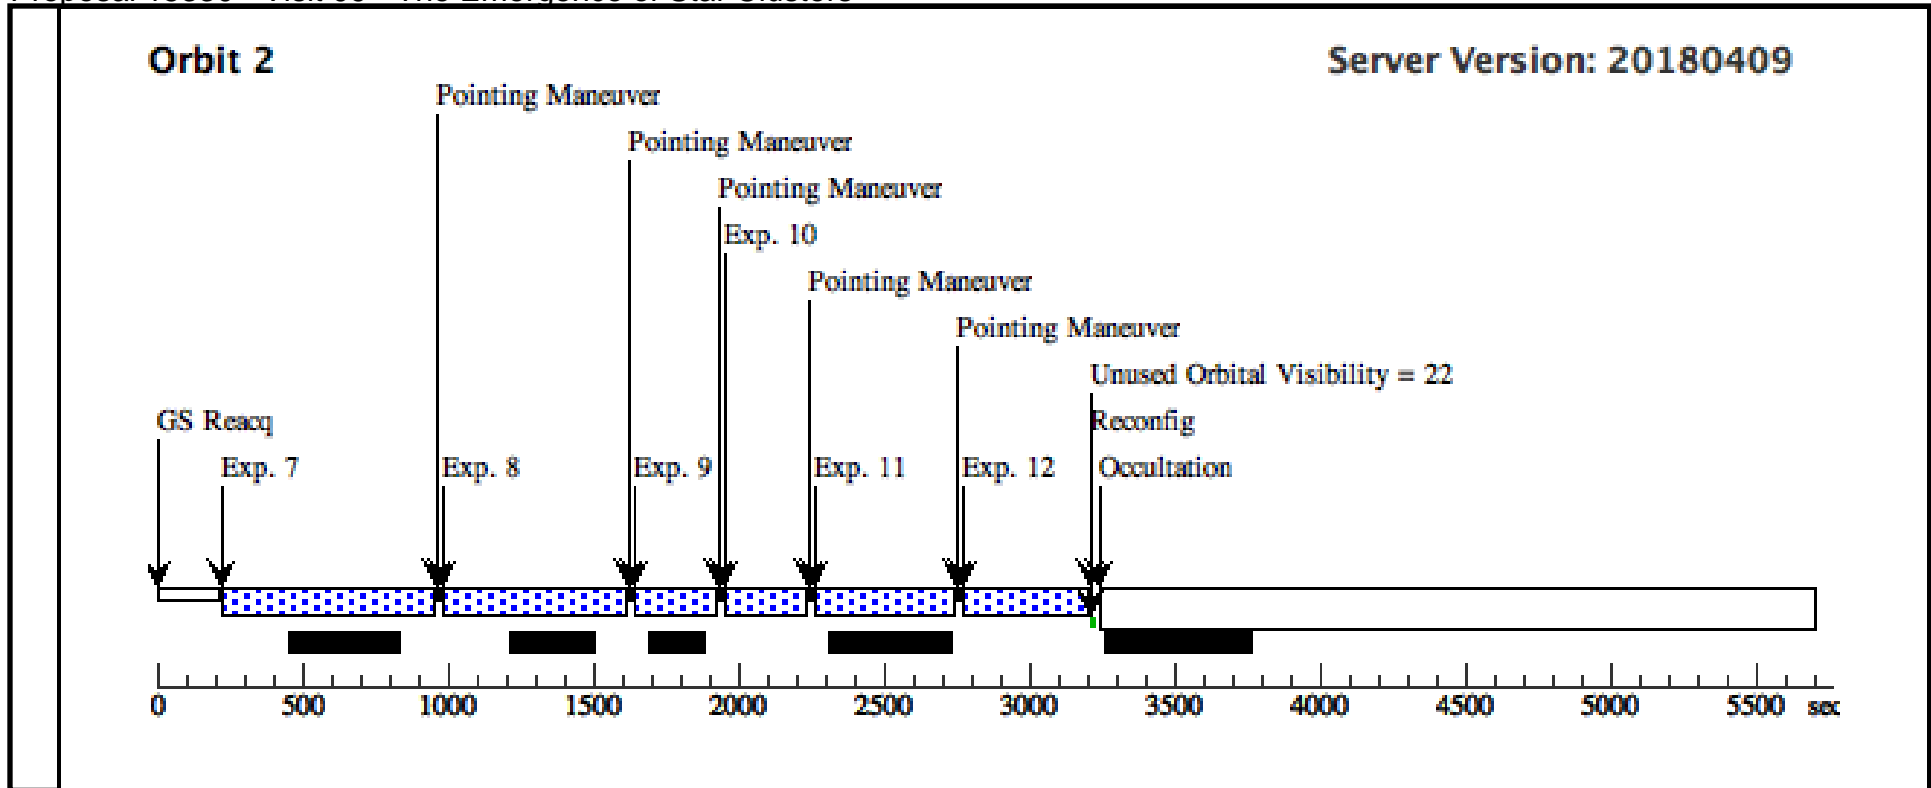 Orbit 2 Server Version: 20180409
Pointing Maneuver
Pointing Maneuver
Pointing Maneuver
Exp. 10
Pointing Maneuver
Pointing Maneuver
Unused Orbital Visibility = 22
GS Reacq Reconfig
Exp. 7 Exp. 8 Exp. 9 Exp. 11 Exp. 12 Occultation
0 500 1000 1500 2000 2500 3000 3500 4000 4500 5000 5500 sec